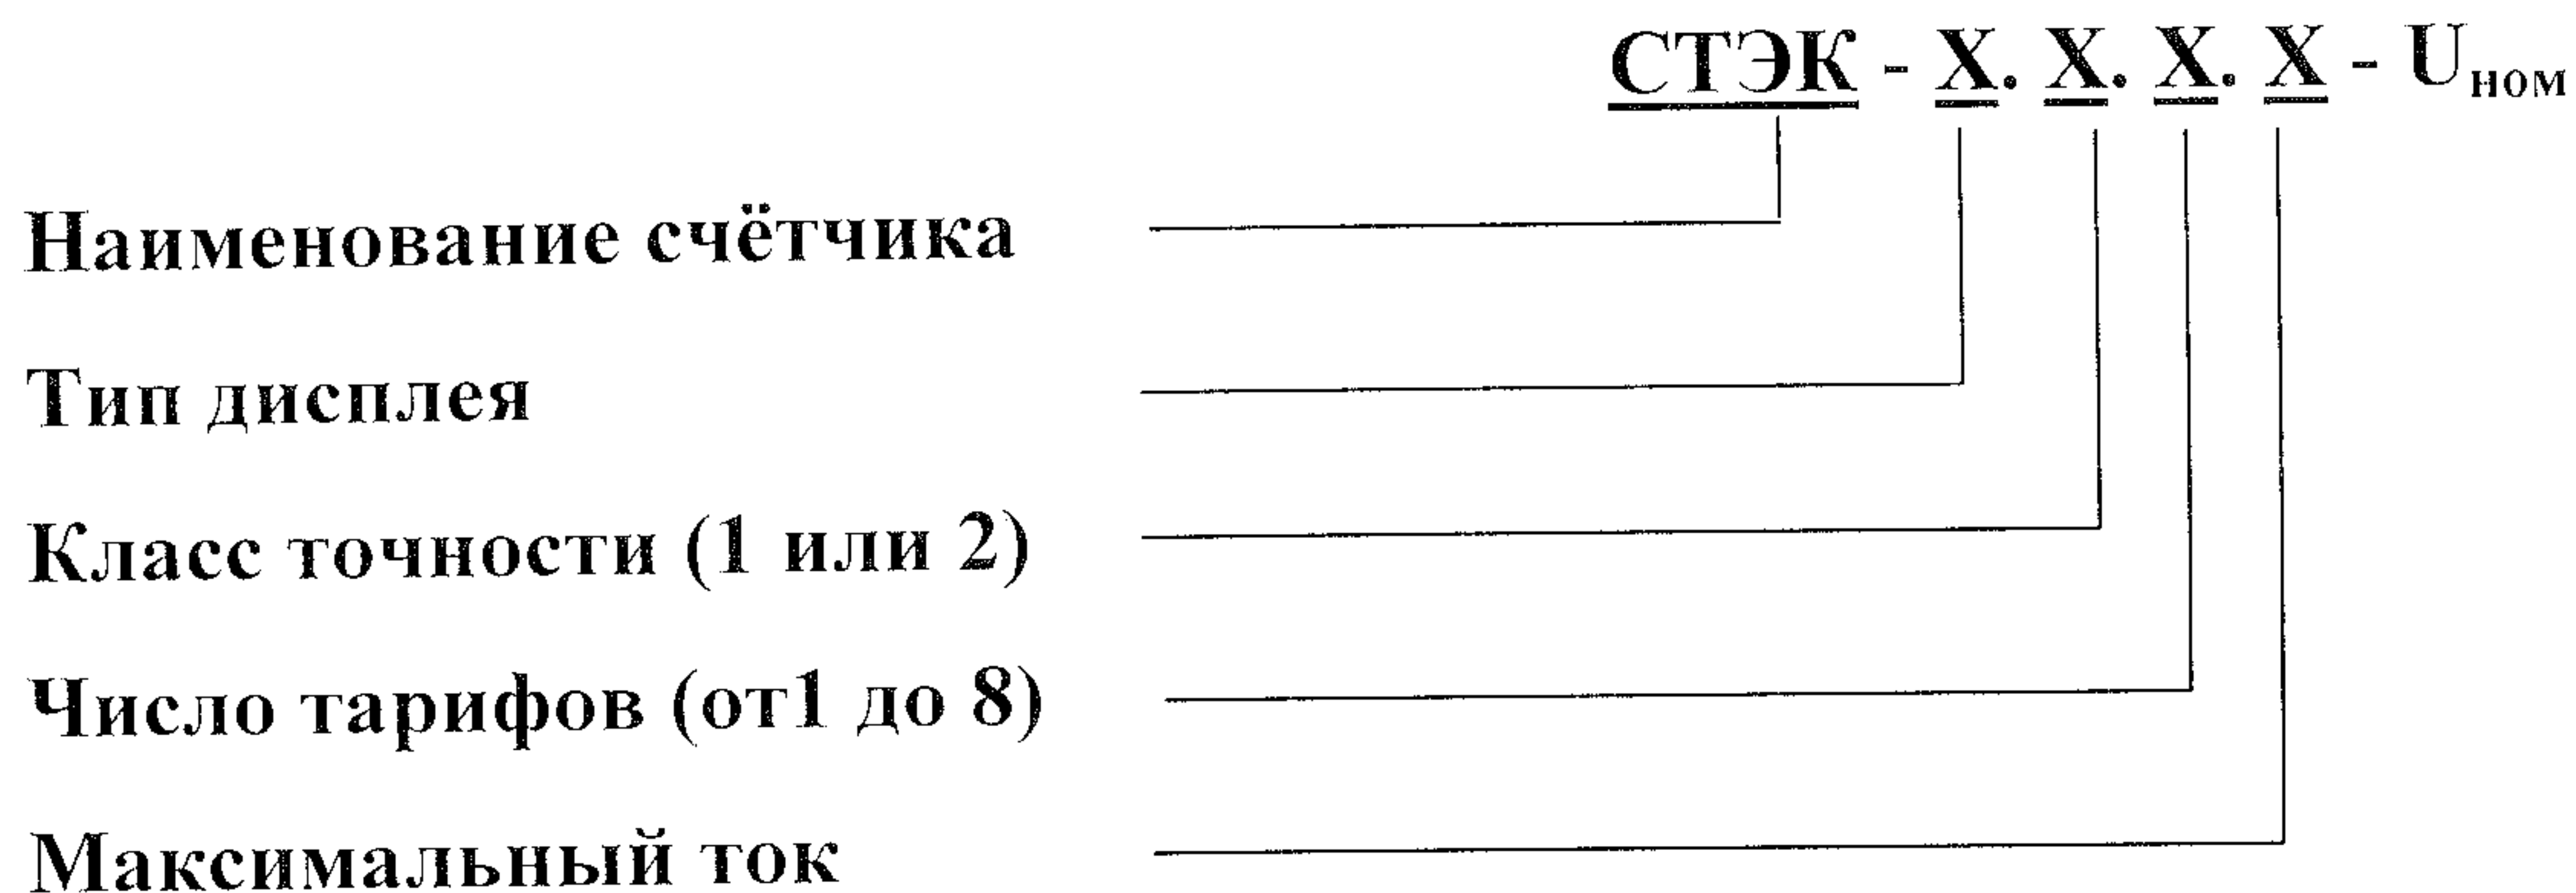 СТЭК - Х. Х. Х. Х - Uном
Наименование счётчика
Тип дисплея
Класс точности (1 или 2)
Число тарифов (от1 до 8)
Максимальный ток